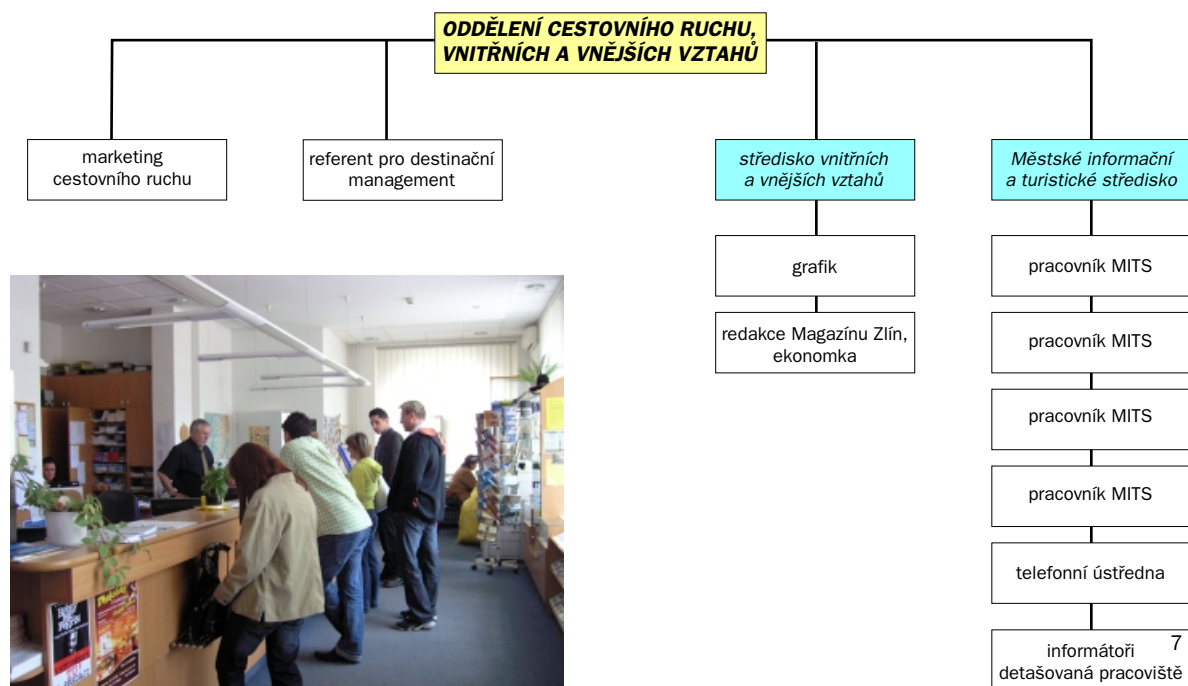 ODDĚLENÍ CESTOVNÍHO RUCHU,
VNITŘNÍCH A VNĚJŠÍCH VZTAHŮ
marketing
cestovního ruchu
referent pro destinační
management
středisko vnitřních
a vnějších vztahů
grafik
redakce Magazínu Zlín,
ekonomka
Městské informační
a turistické středisko
pracovník MITS
pracovník MITS
pracovník MITS
pracovník MITS
telefonní ústředna
informátoři
detašovaná pracoviště
7